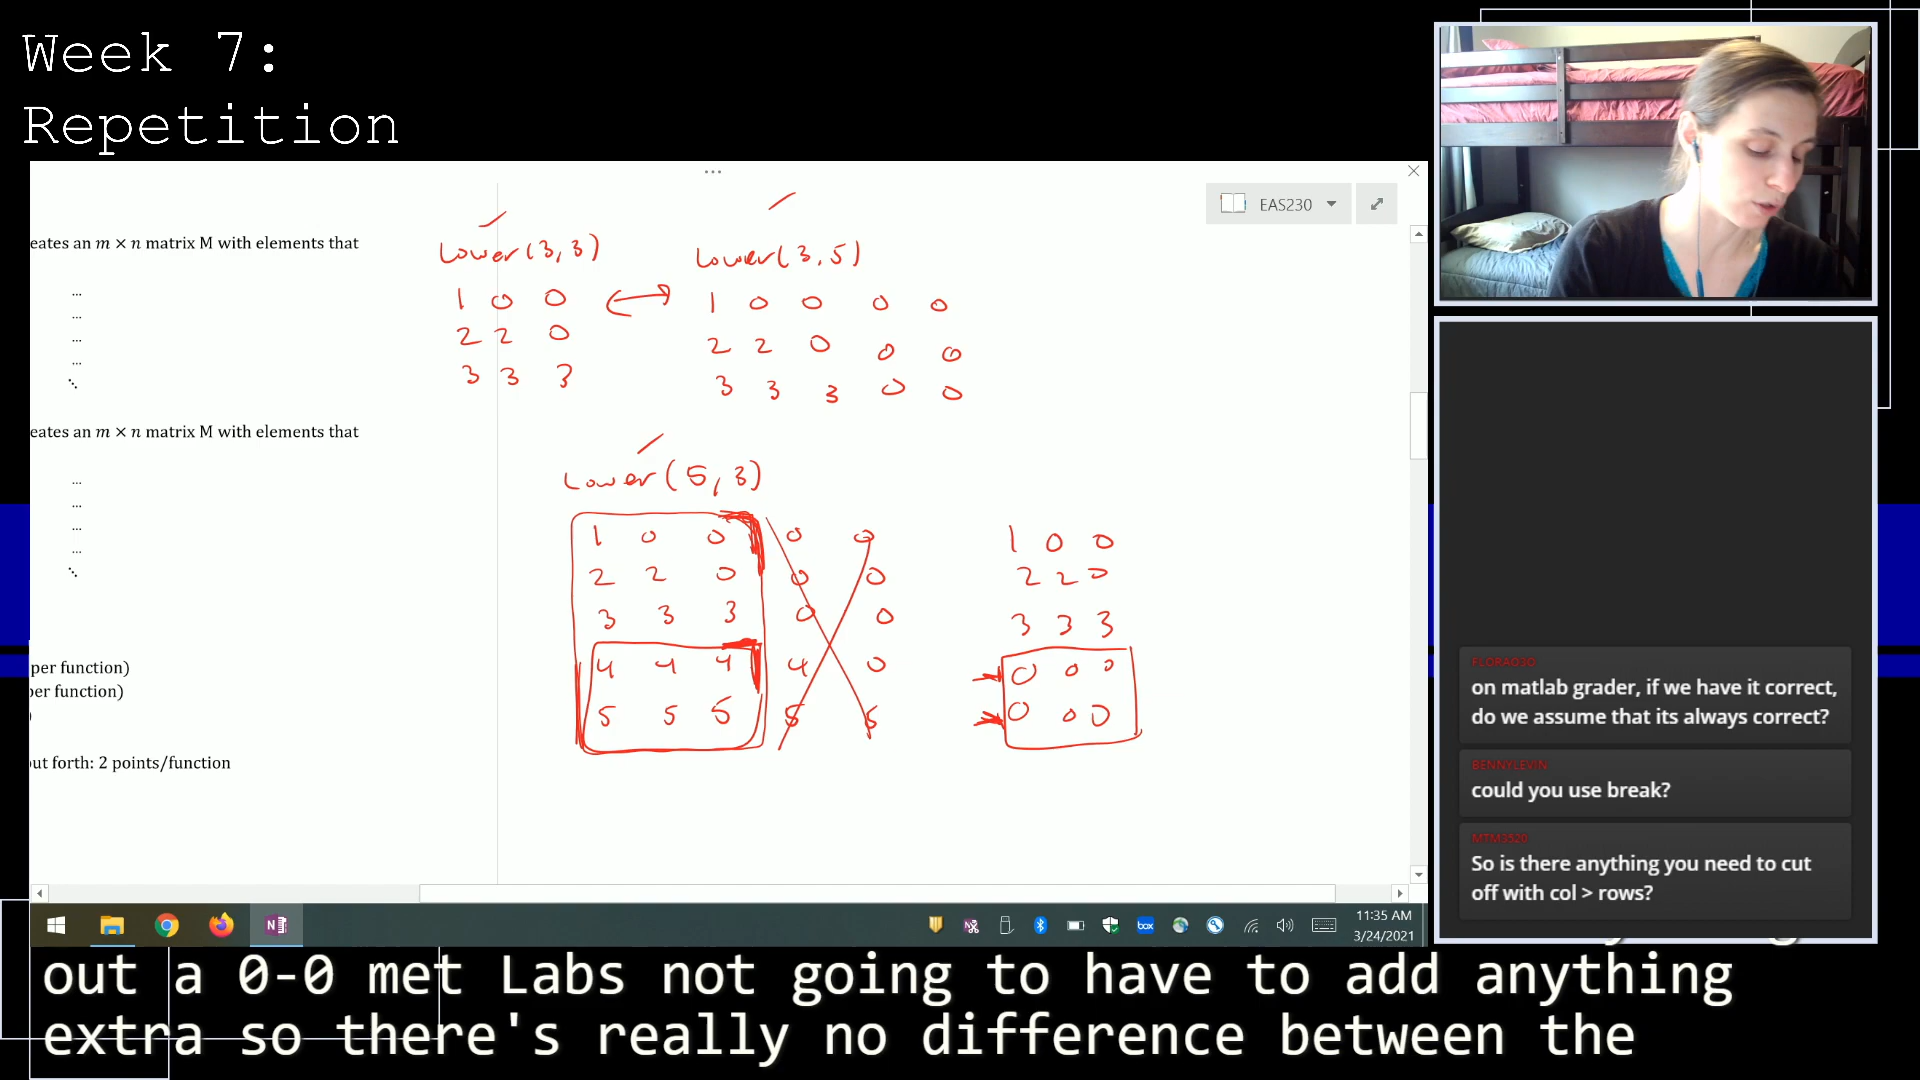 Week 7:
Repetition
EAS230
eates an m × n matrix M with elements that
...
...
...
...
⋱
eates an m × n matrix M with elements that
...
...
...
...
⋱
per function)
per function)
)
out forth: 2 points/function
Lower(3,3)
1 0 0
2 2 0
3 3 3
Lower(3,5)
1 0 0 0 0
2 2 0 0 0
3 3 3 0 0
Lower(5,3)
1 0 0 0 0
2 2 0 0 0
3 3 3 0 0
4 4 4 4 0
5 5 5 5 5
1 0 0
2 2 0
3 3 3
0 0 0
0 0 0
FLORA030
on matlab grader, if we have it correct,
do we assume that its always correct?
BENNYLEVIN
could you use break?
MTM3520
So is there anything you need to cut
off with col > rows?
box
11:35 AM
3/24/2021
out a 0-0 met Labs not going to have to add anything
extra so there's really no difference between the